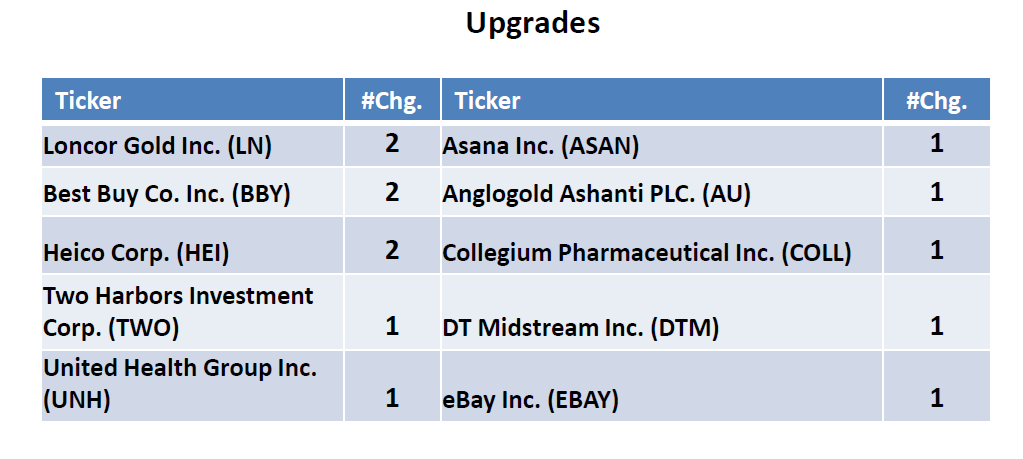 Upgrades
Ticker #Chg. Ticker #Chg.
Loncor Gold Inc. (LN) 2 Asana Inc. (ASAN) 1
Best Buy Co. Inc. (BBY) 2 Anglogold Ashanti PLC. (AU) 1
Heico Corp. (HEI) 2 Collegium Pharmaceutical Inc. (COLL) 1
Two Harbors Investment
Corp. (TWO) 1 DT Midstream Inc. (DTM) 1
United Health Group Inc.
(UNH) 1 eBay Inc. (EBAY) 1